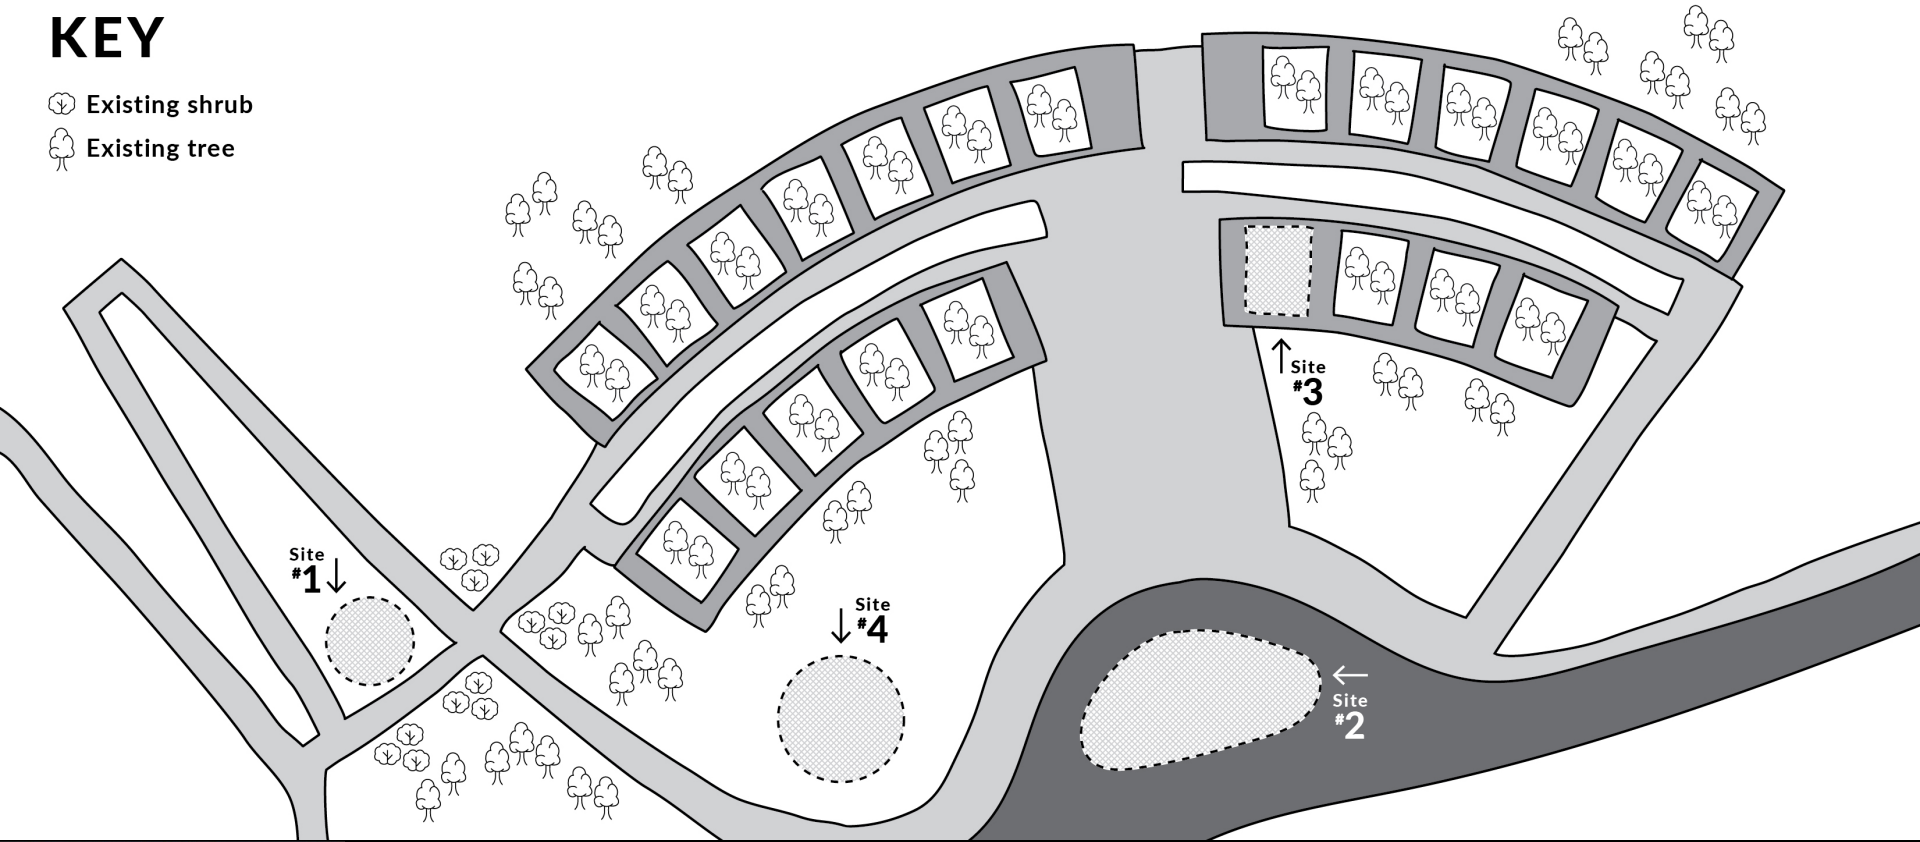 KEY
Existing shrub
Existing tree
Site
#1
Site
#2
Site
#3
Site
#4